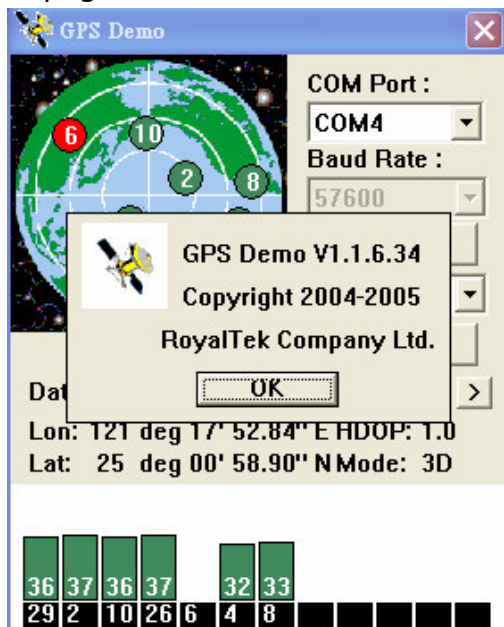 GPS Demo
6
10
2
8
COM Port :
COM4
Baud Rate :
57600
GPS Demo V1.1.6.34
Copyright 2004-2005
RoyalTek Company Ltd.
OK
Dat
>
Lon: 121 deg 17' 52.84" E HDOP: 1.0
Lat: 25 deg 00' 58.90" N Mode: 3D
36 37 36 37 32 33
29 2 10 26 6 4 8